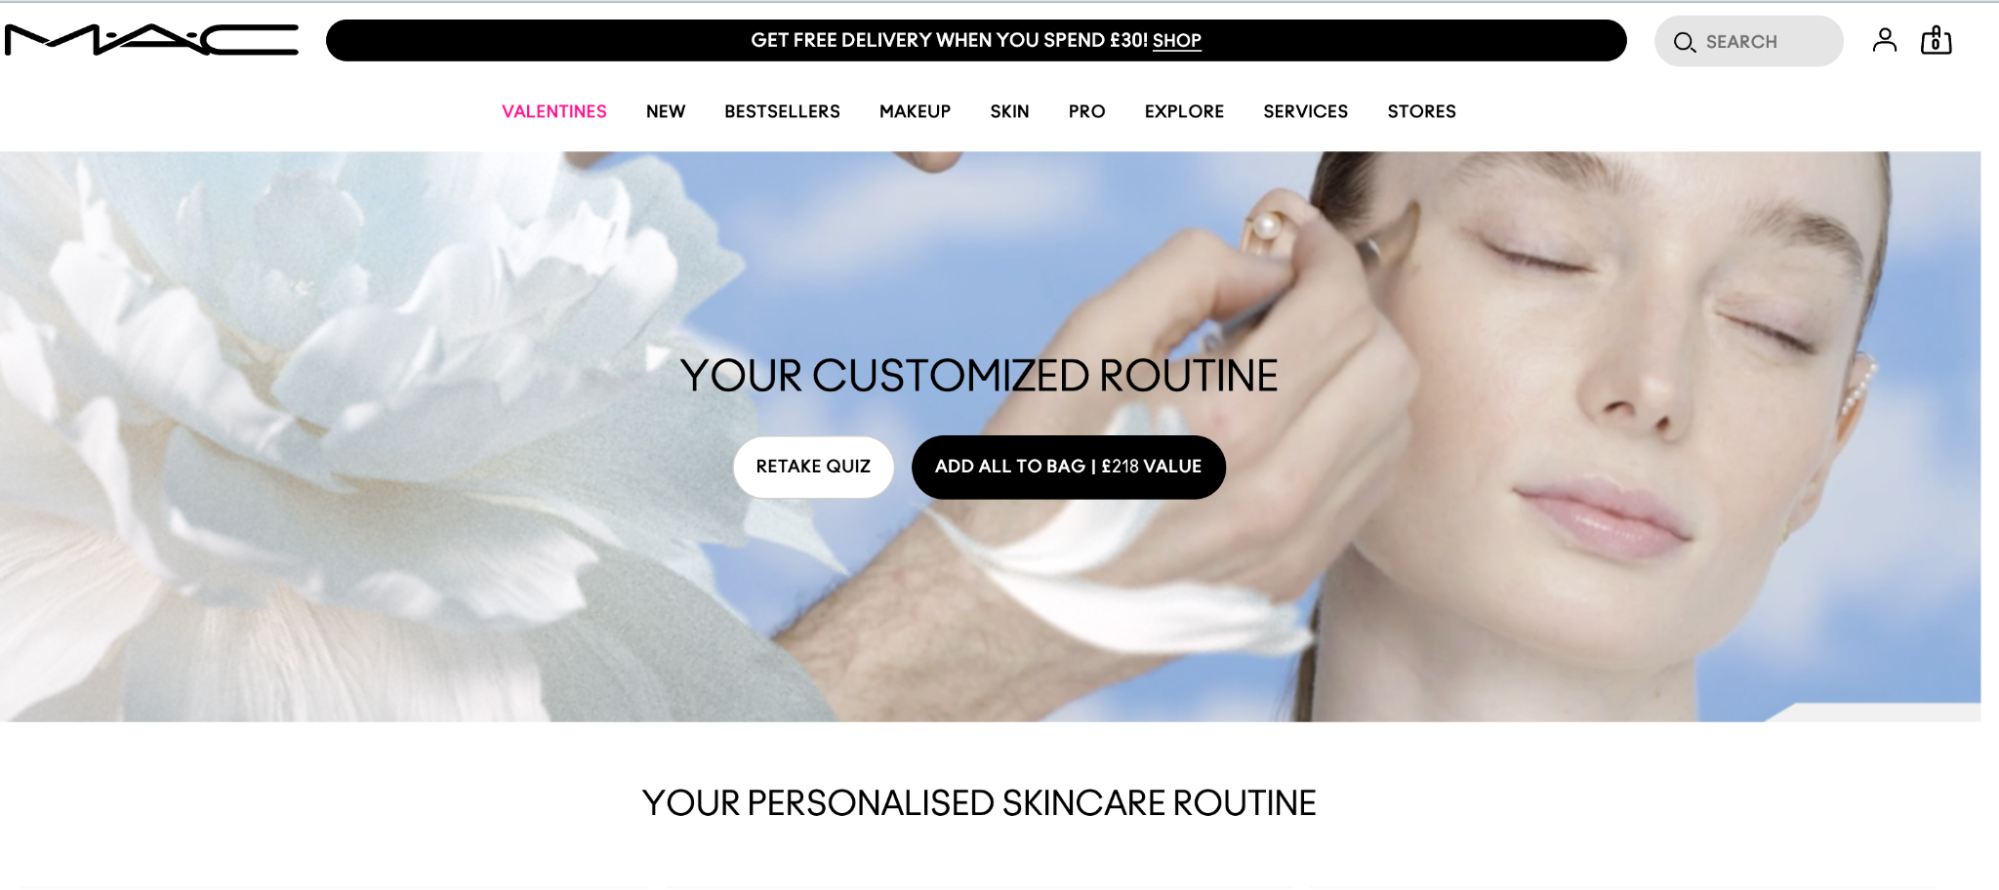 MAC
GET FREE DELIVERY WHEN YOU SPEND £30! SHOP
SEARCH
0
VALENTINES NEW BESTSELLERS MAKEUP SKIN PRO EXPLORE SERVICES STORES
YOUR CUSTOMIZED ROUTINE
RETAKE QUIZ
ADD ALL TO BAG | £218 VALUE
YOUR PERSONALISED SKINCARE ROUTINE